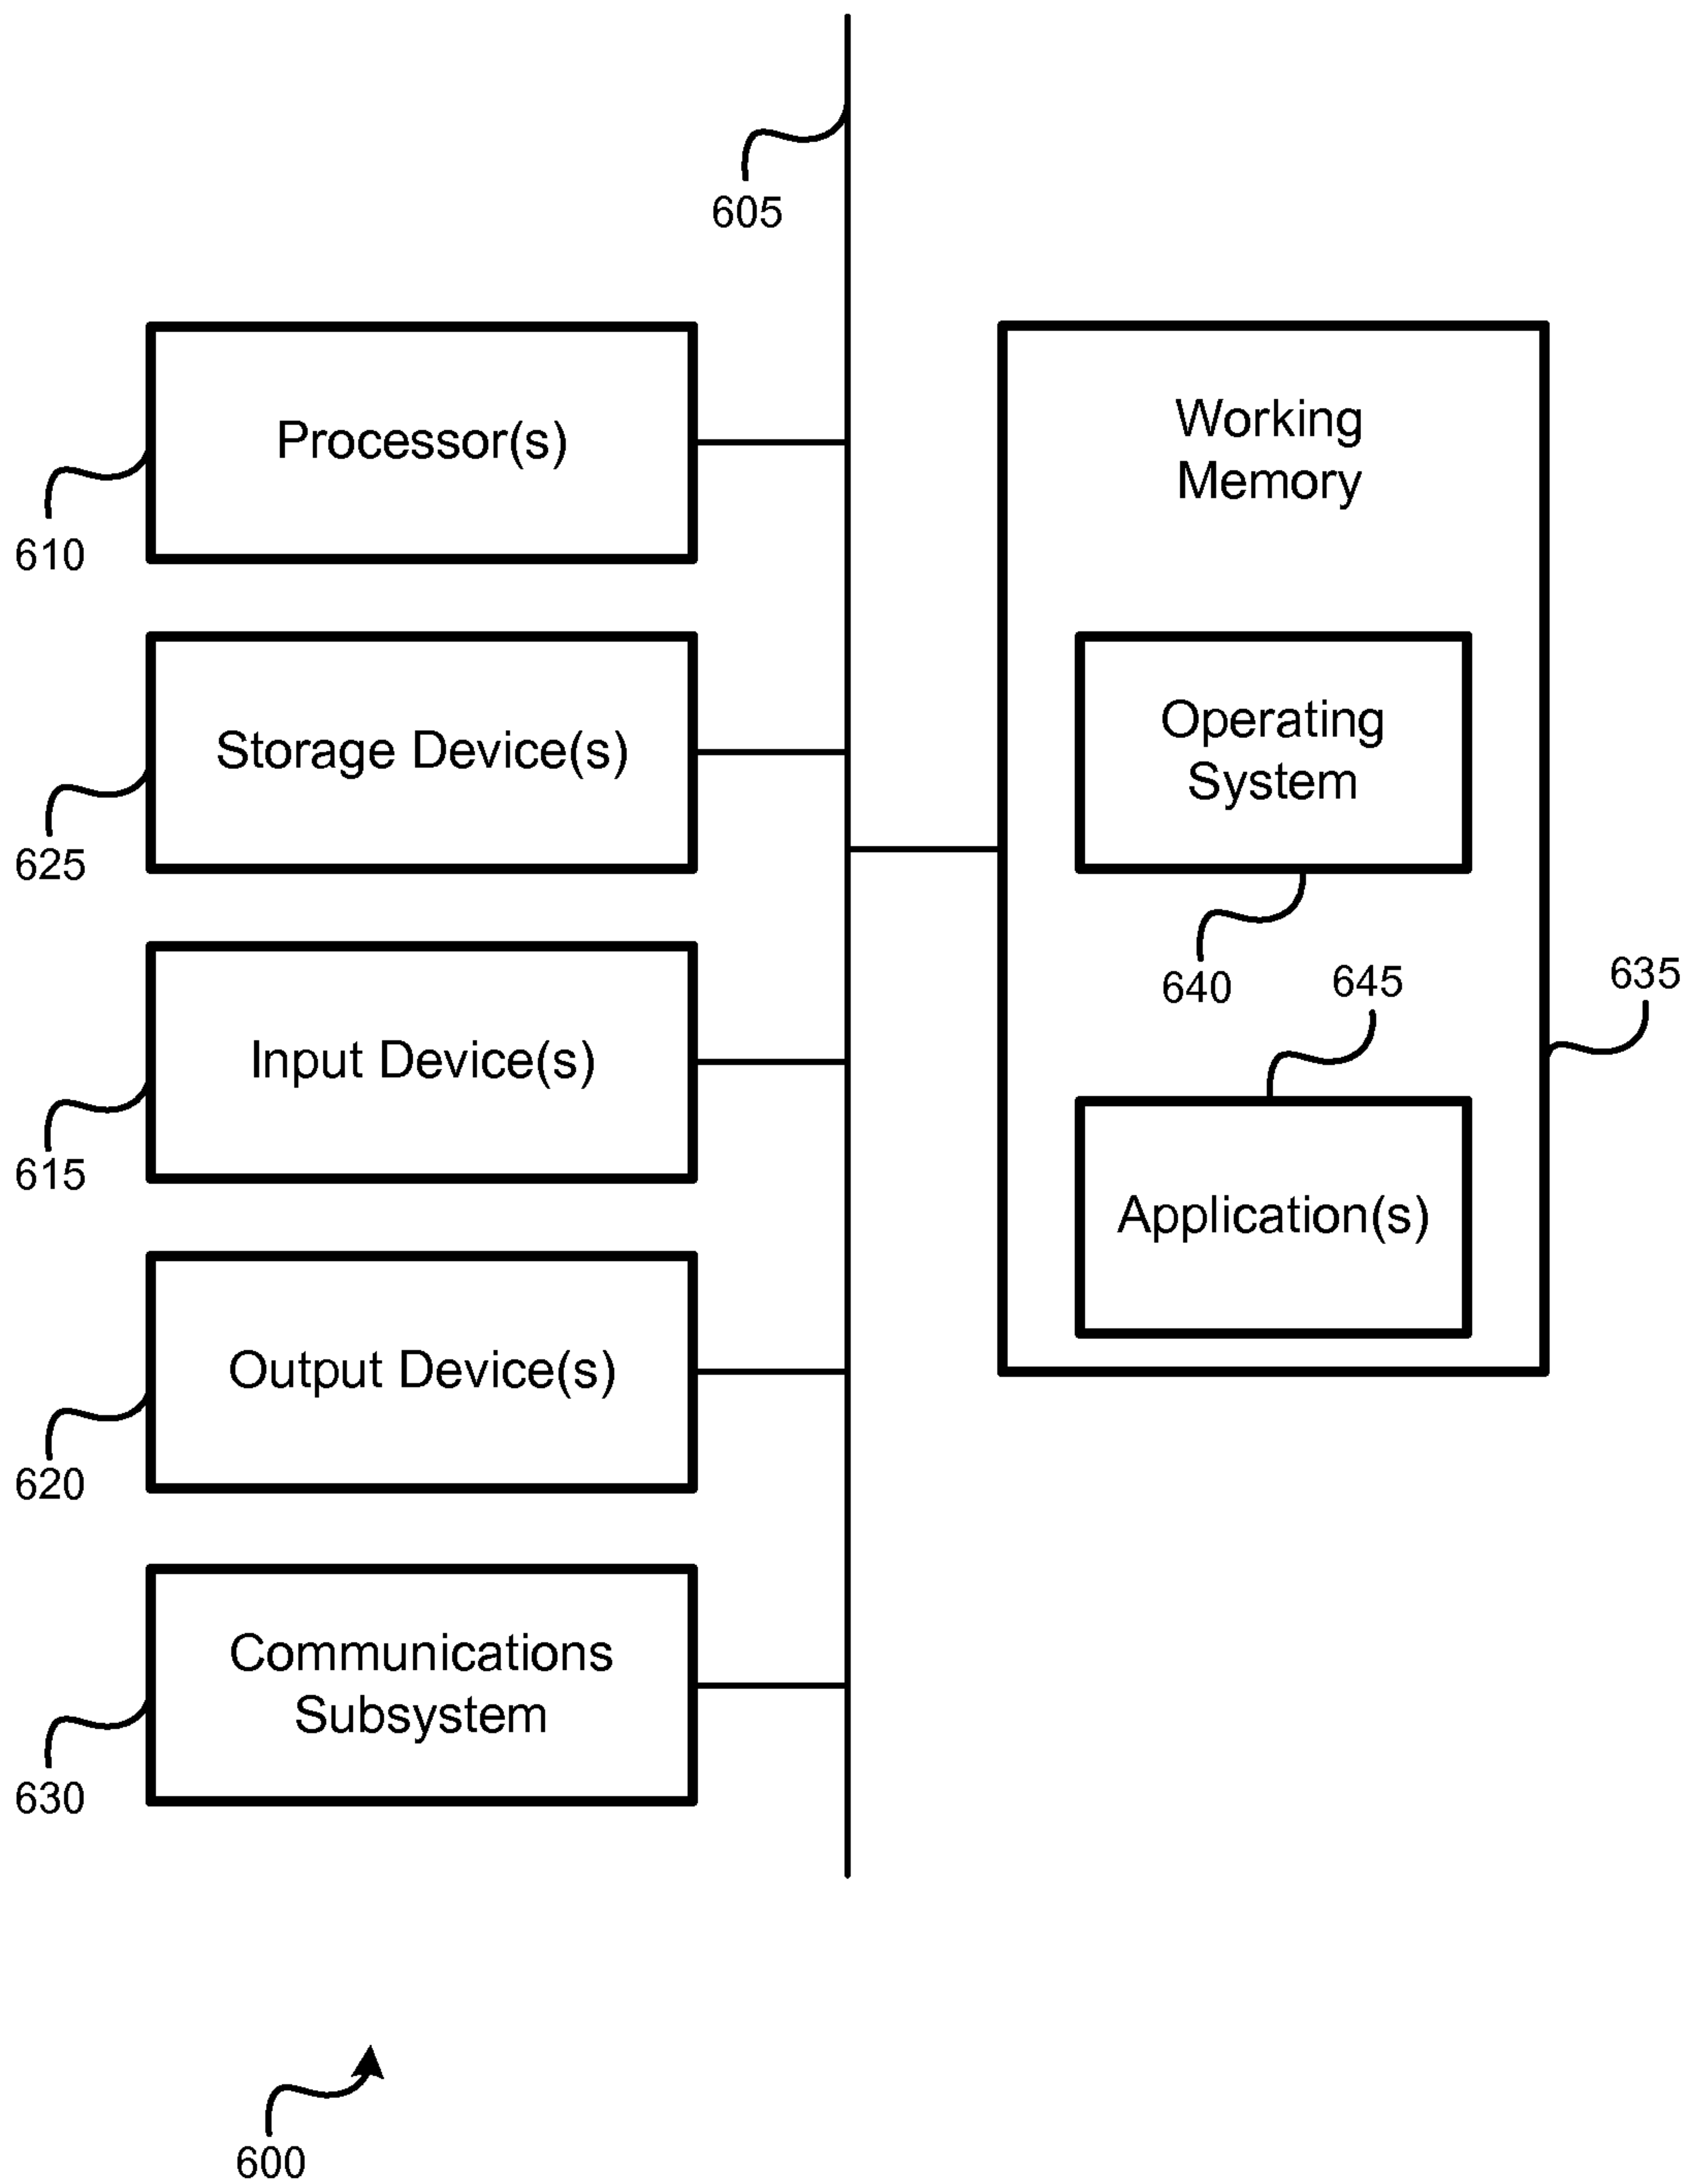 605
Processor(s)
610
Storage Device(s)
625
Input Device(s)
615
Output Device(s)
620
Communications
Subsystem
630
Working
Memory
Operating
System
640
645
635
Application(s)
600